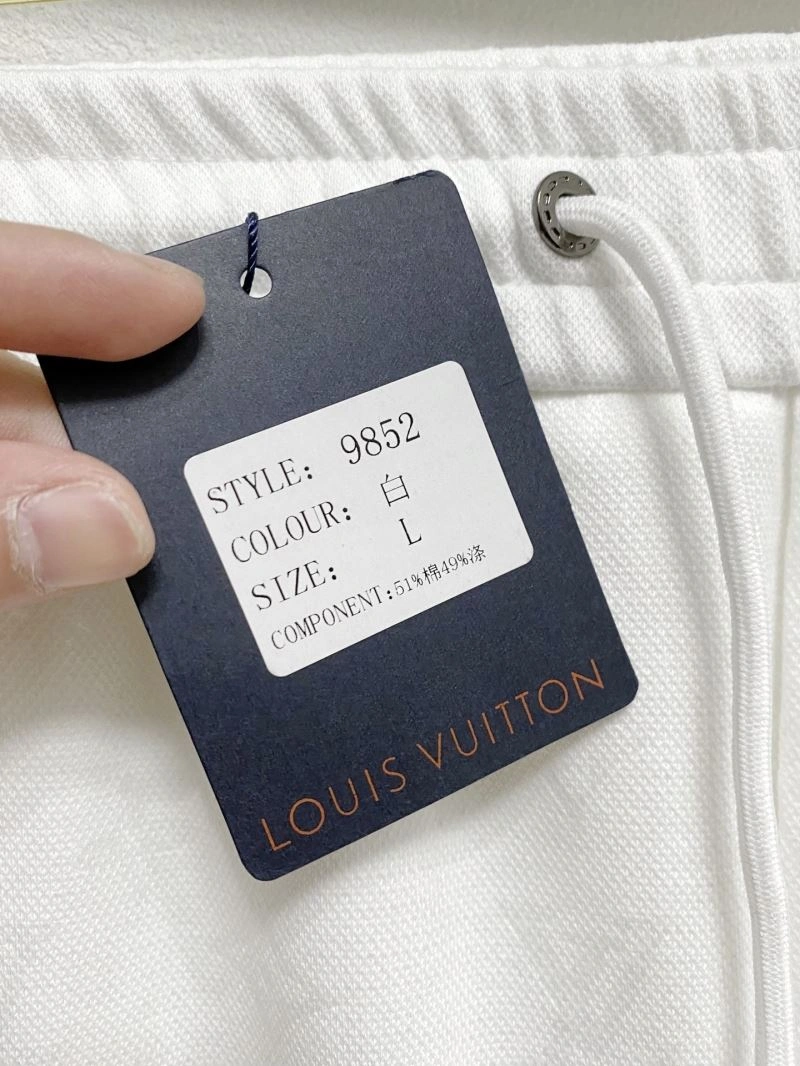 STYLE: 9852
COLOUR: 白
SIZE: L
COMPONENT:51%棉49%涤
LOUIS VUITTON